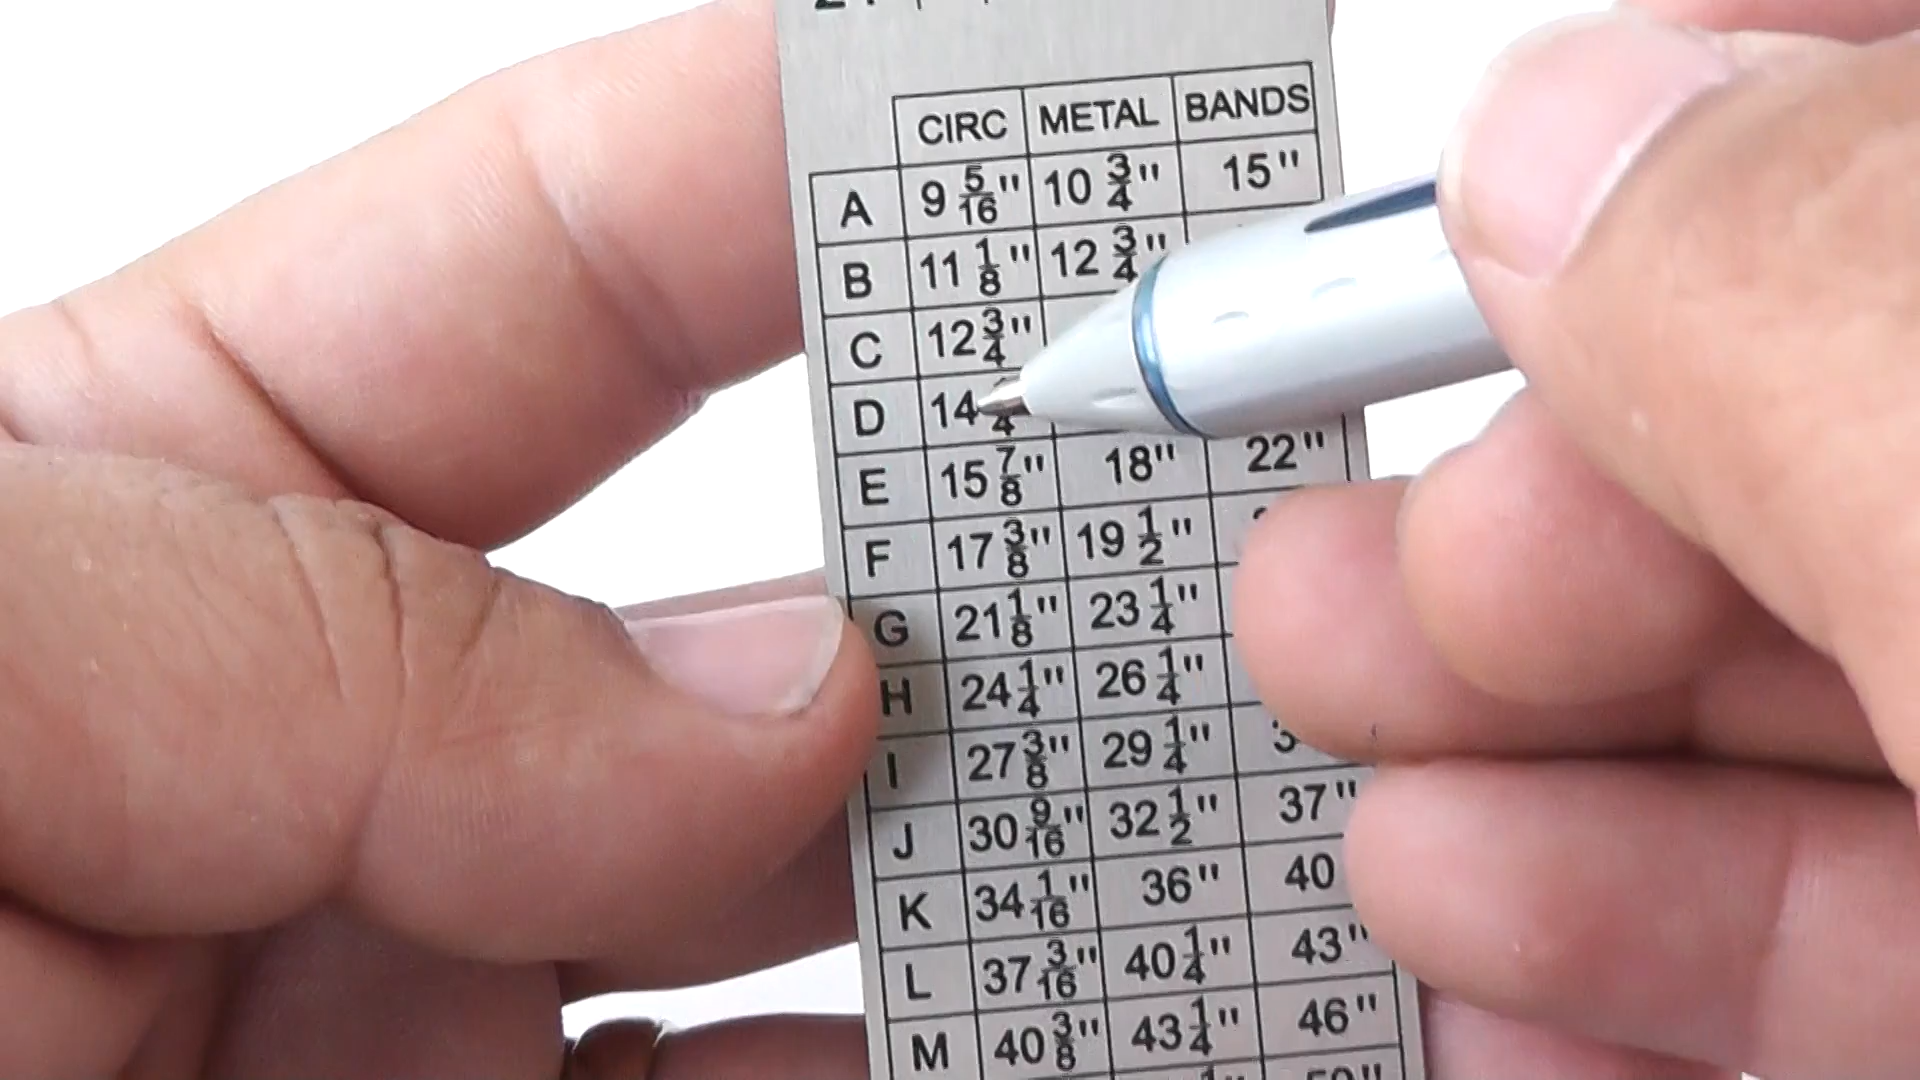 CIRC METAL BANDS
A 9 5/16" 10 3/4" 15"
B 11 1/8" 12 3/4"
C 12 3/4"
D 14
E 15 7/8" 18" 22"
F 17 3/8" 19 1/2"
G 21 1/8" 23 1/4"
H 24 1/4" 26 1/4"
I 27 3/8" 29 1/4"
J 30 9/16" 32 1/2" 37"
K 34 1/16" 36" 40
L 37 3/16" 40 1/4" 43"
M 40 3/8" 43 1/4" 46"